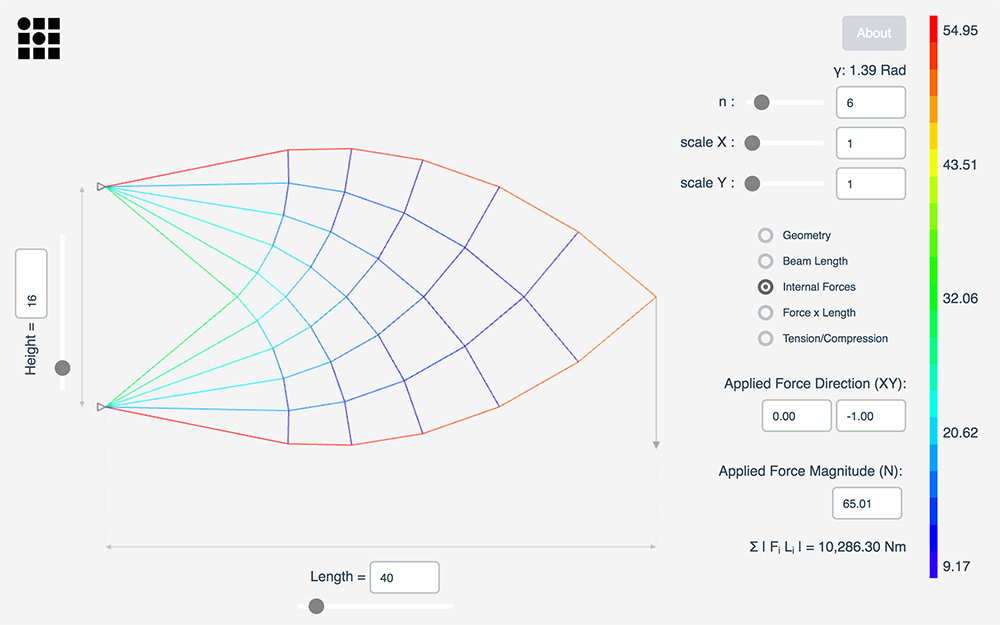 About
54.95
γ: 1.39 Rad
n : 6
scale X : 1
43.51
scale Y : 1
Geometry
Beam Length
Internal Forces
32.06
Force x Length
Tension/Compression
Height = 16
Applied Force Direction (XY):
0.00 -1.00
20.62
Applied Force Magnitude (N):
65.01
Σ | Fi Li | = 10,286.30 Nm
9.17
Length = 40